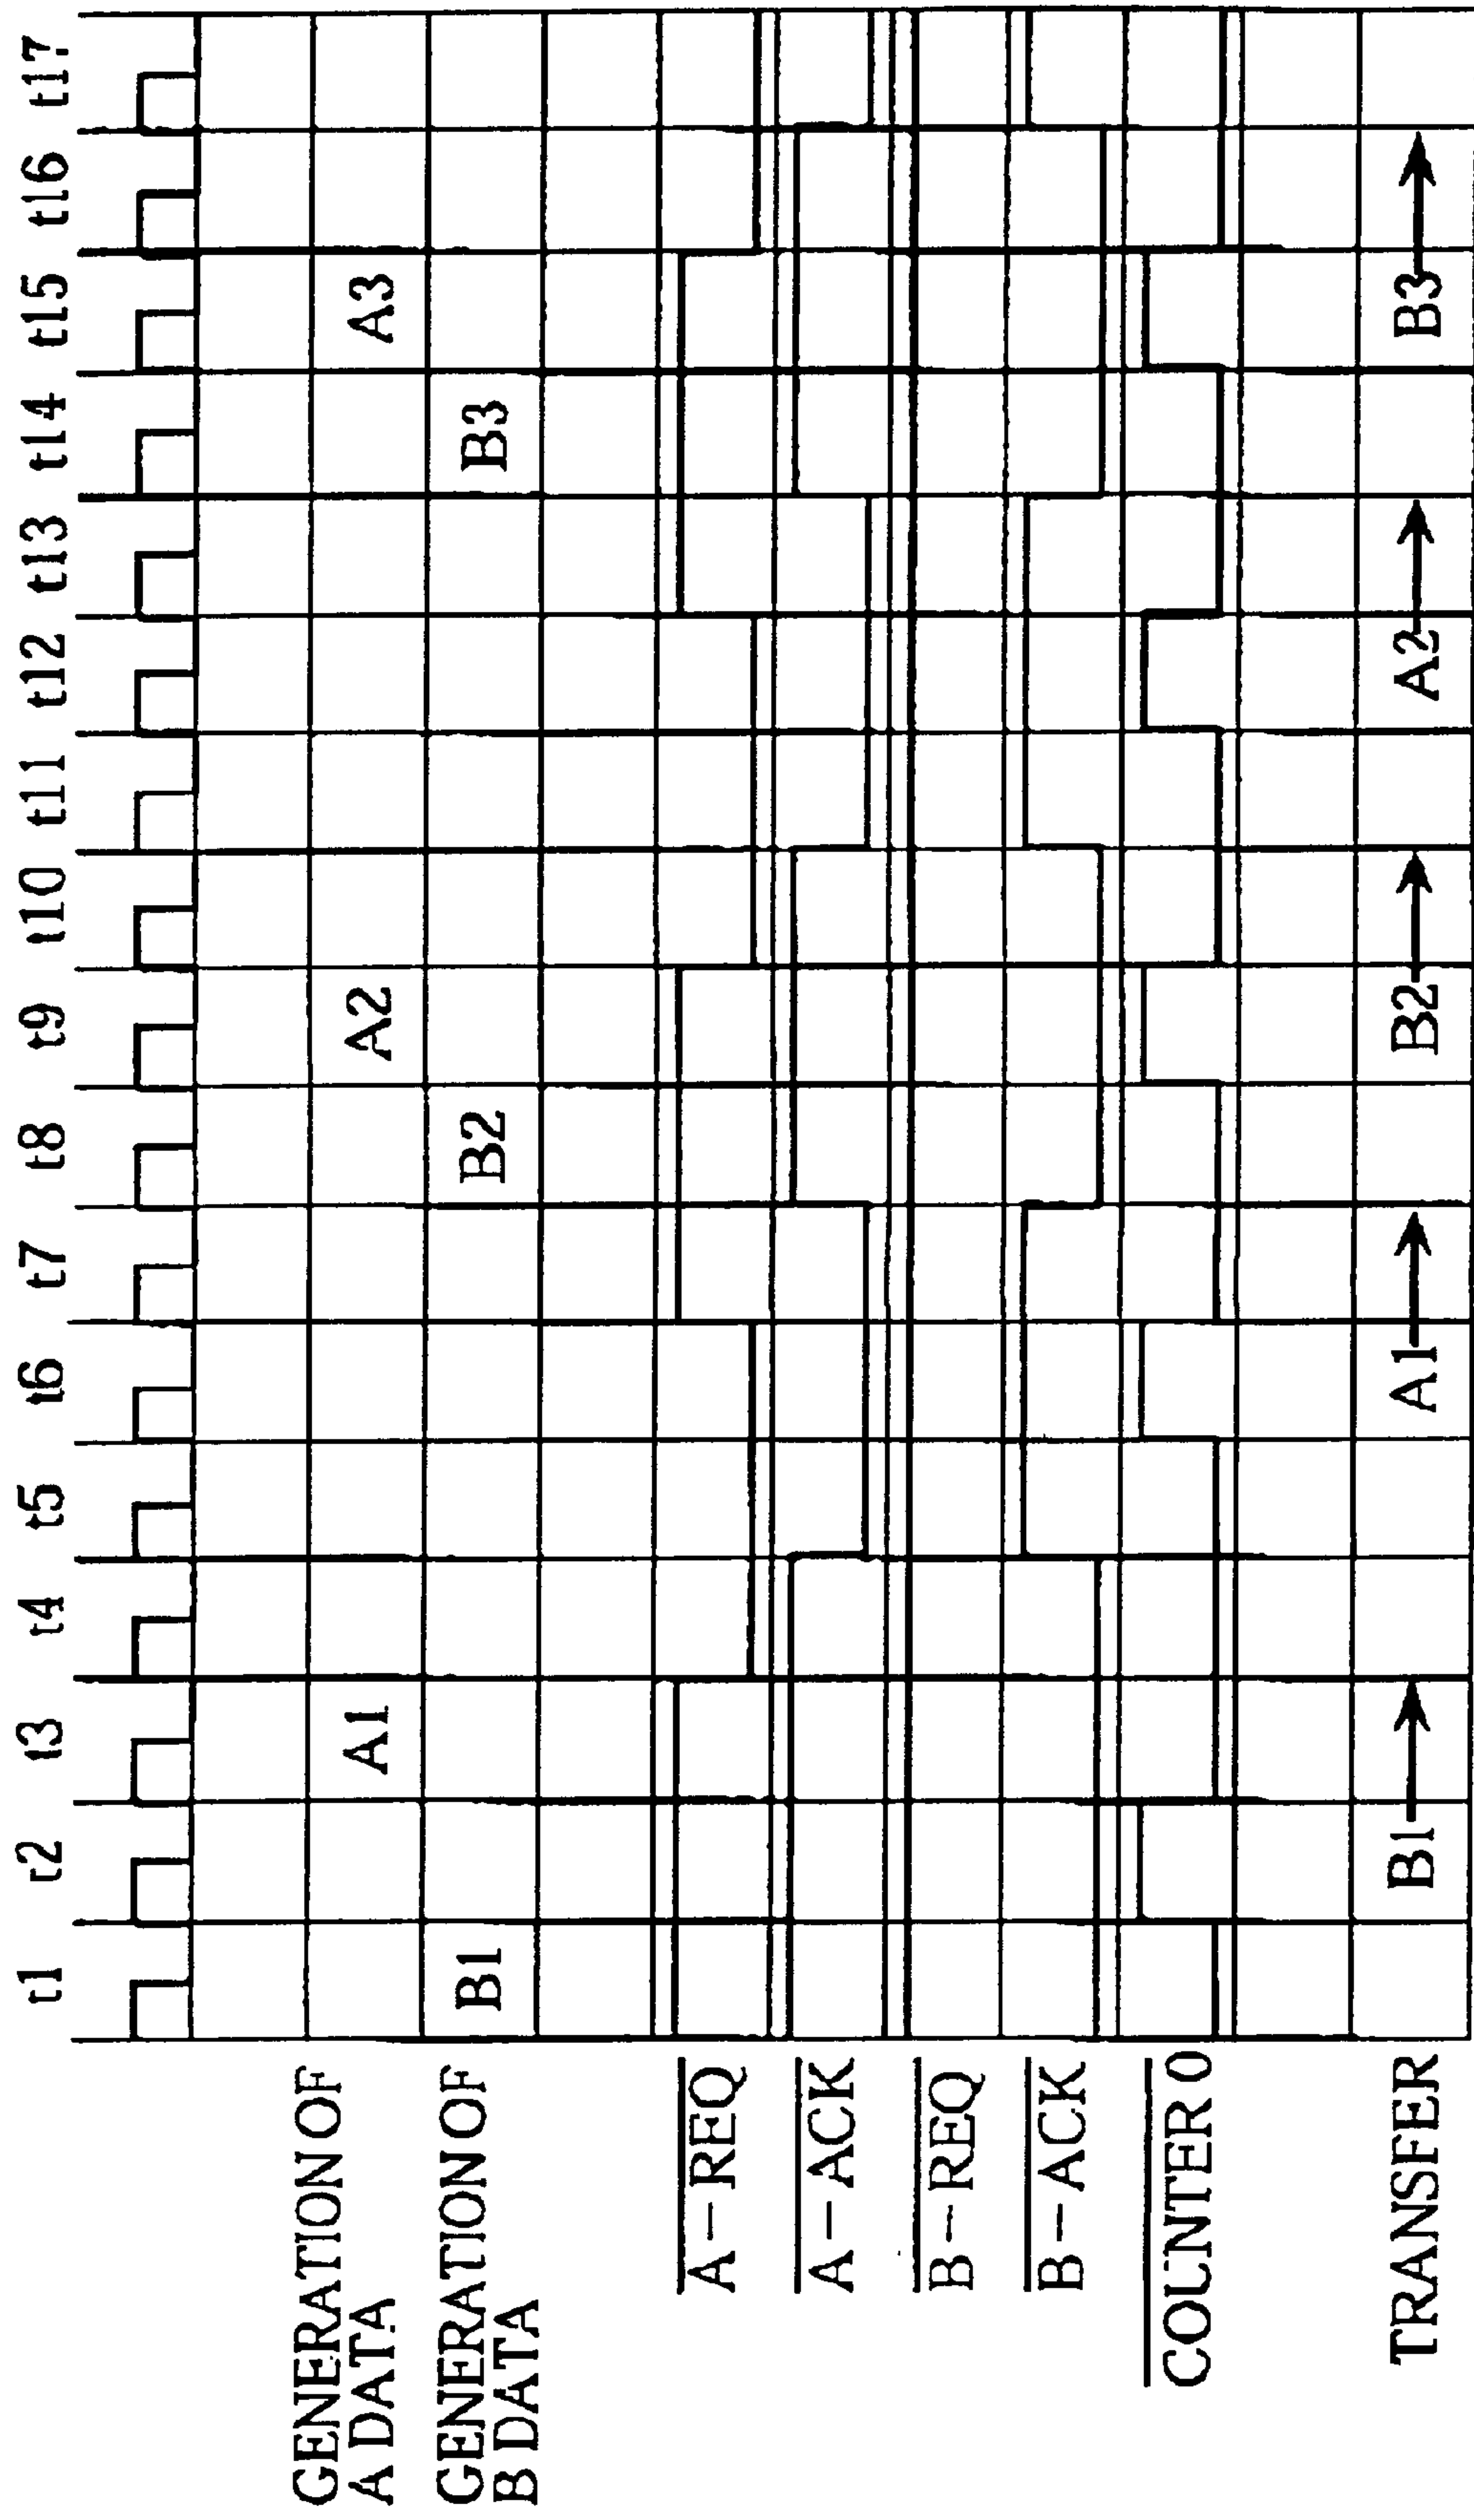 t1 t2 t3 t4 t5 t6 t7 t8 t9 t10 t11 t12 t13 t14 t15 t16 t17
GENERATION OF
A DATA
A1 A2 A3
GENERATION OF
B DATA
B1 B2 B3
A-REQ
A-ACK
B-REQ
B-ACK
COUNTER 0
TRANSFER B1 A1 B2 A2 B3